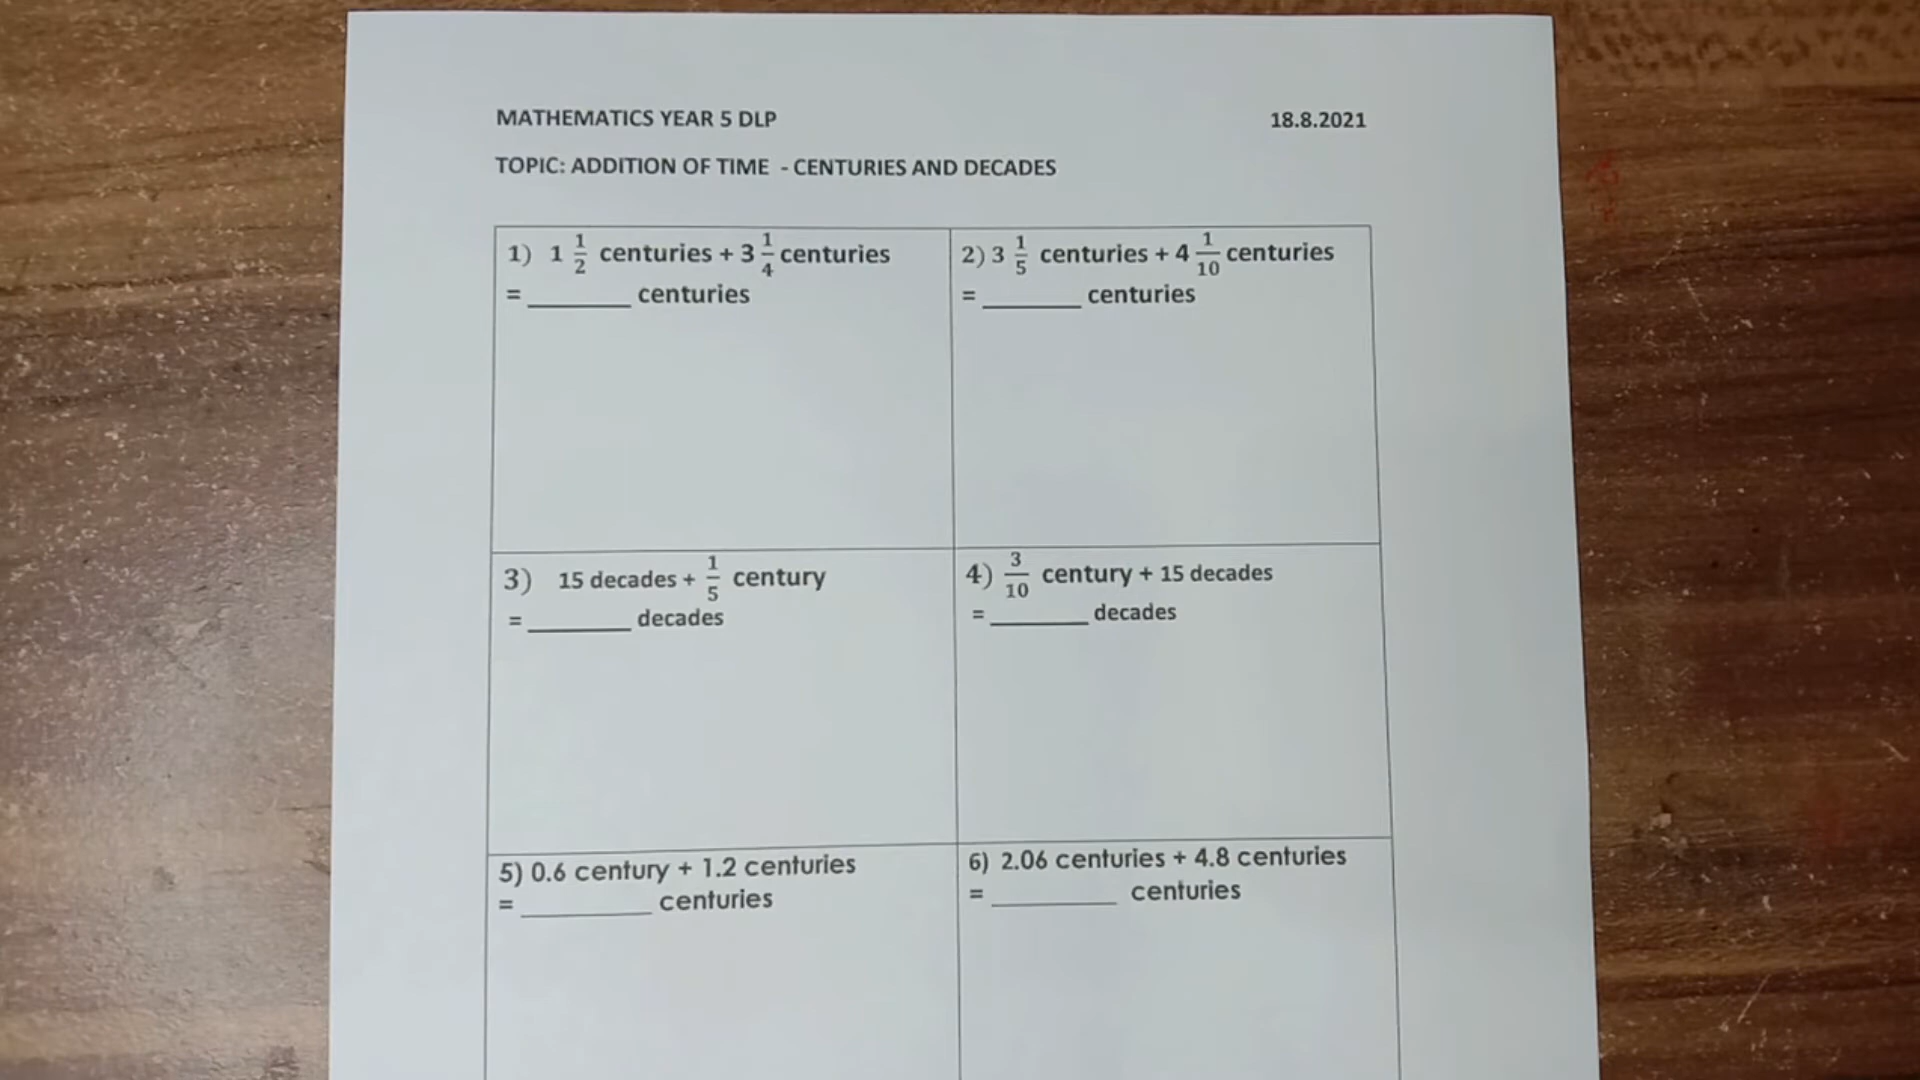 MATHEMATICS YEAR 5 DLP 18.8.2021
TOPIC: ADDITION OF TIME - CENTURIES AND DECADES
1) 1 1/2 centuries + 3 1/4 centuries
= ________ centuries
2) 3 1/5 centuries + 4 1/10 centuries
= ________ centuries
3) 15 decades + 1/5 century
= ________ decades
4) 3/10 century + 15 decades
= ________ decades
5) 0.6 century + 1.2 centuries
= __________ centuries
6) 2.06 centuries + 4.8 centuries
= __________ centuries